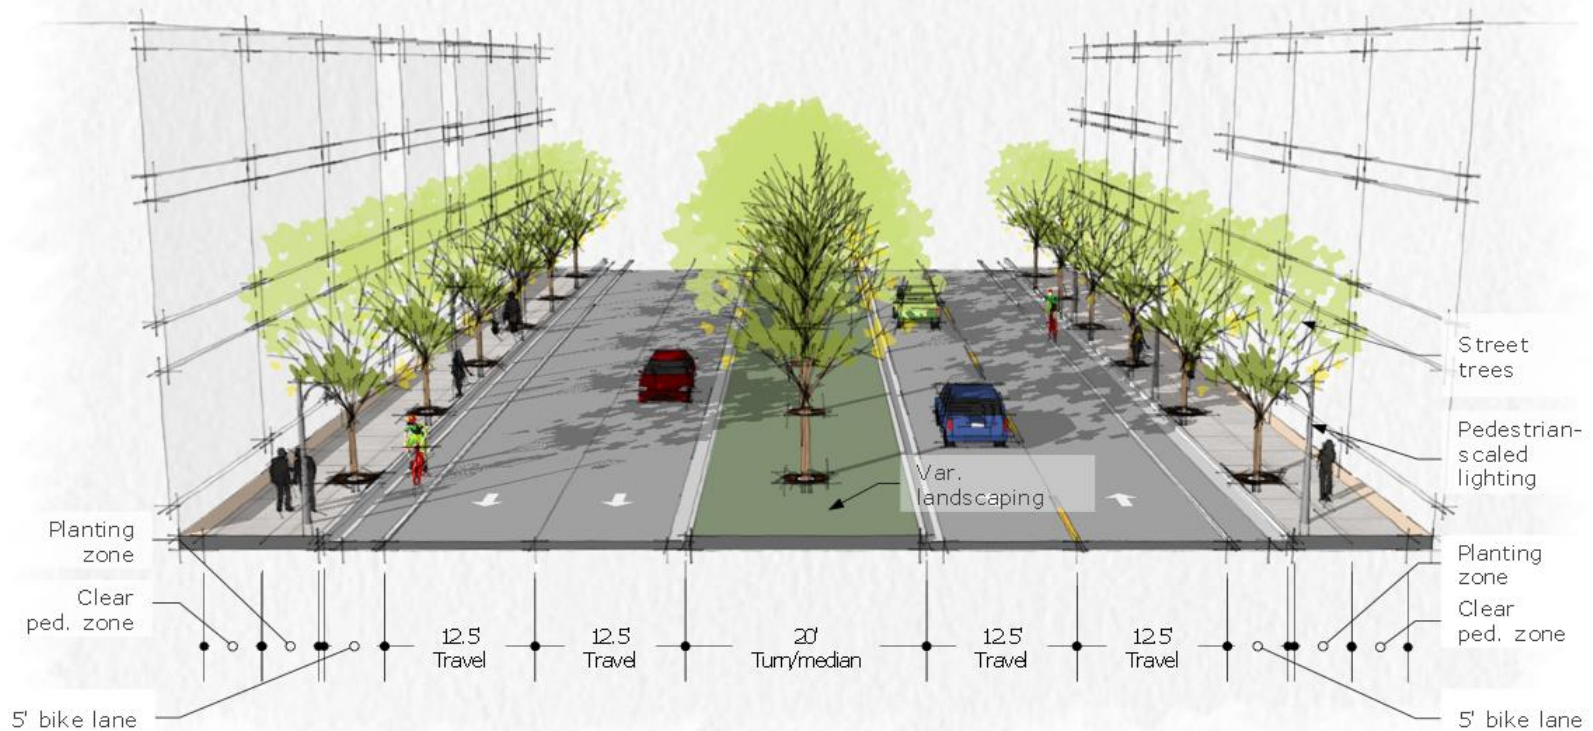 Street
trees
Pedestrian-
scaled
lighting
Var.
landscaping
Planting
zone
Clear
ped. zone
5' bike lane
12.5'
Travel
12.5'
Travel
20'
Turn/median
12.5'
Travel
12.5'
Travel
Planting
zone
Clear
ped. zone
5' bike lane